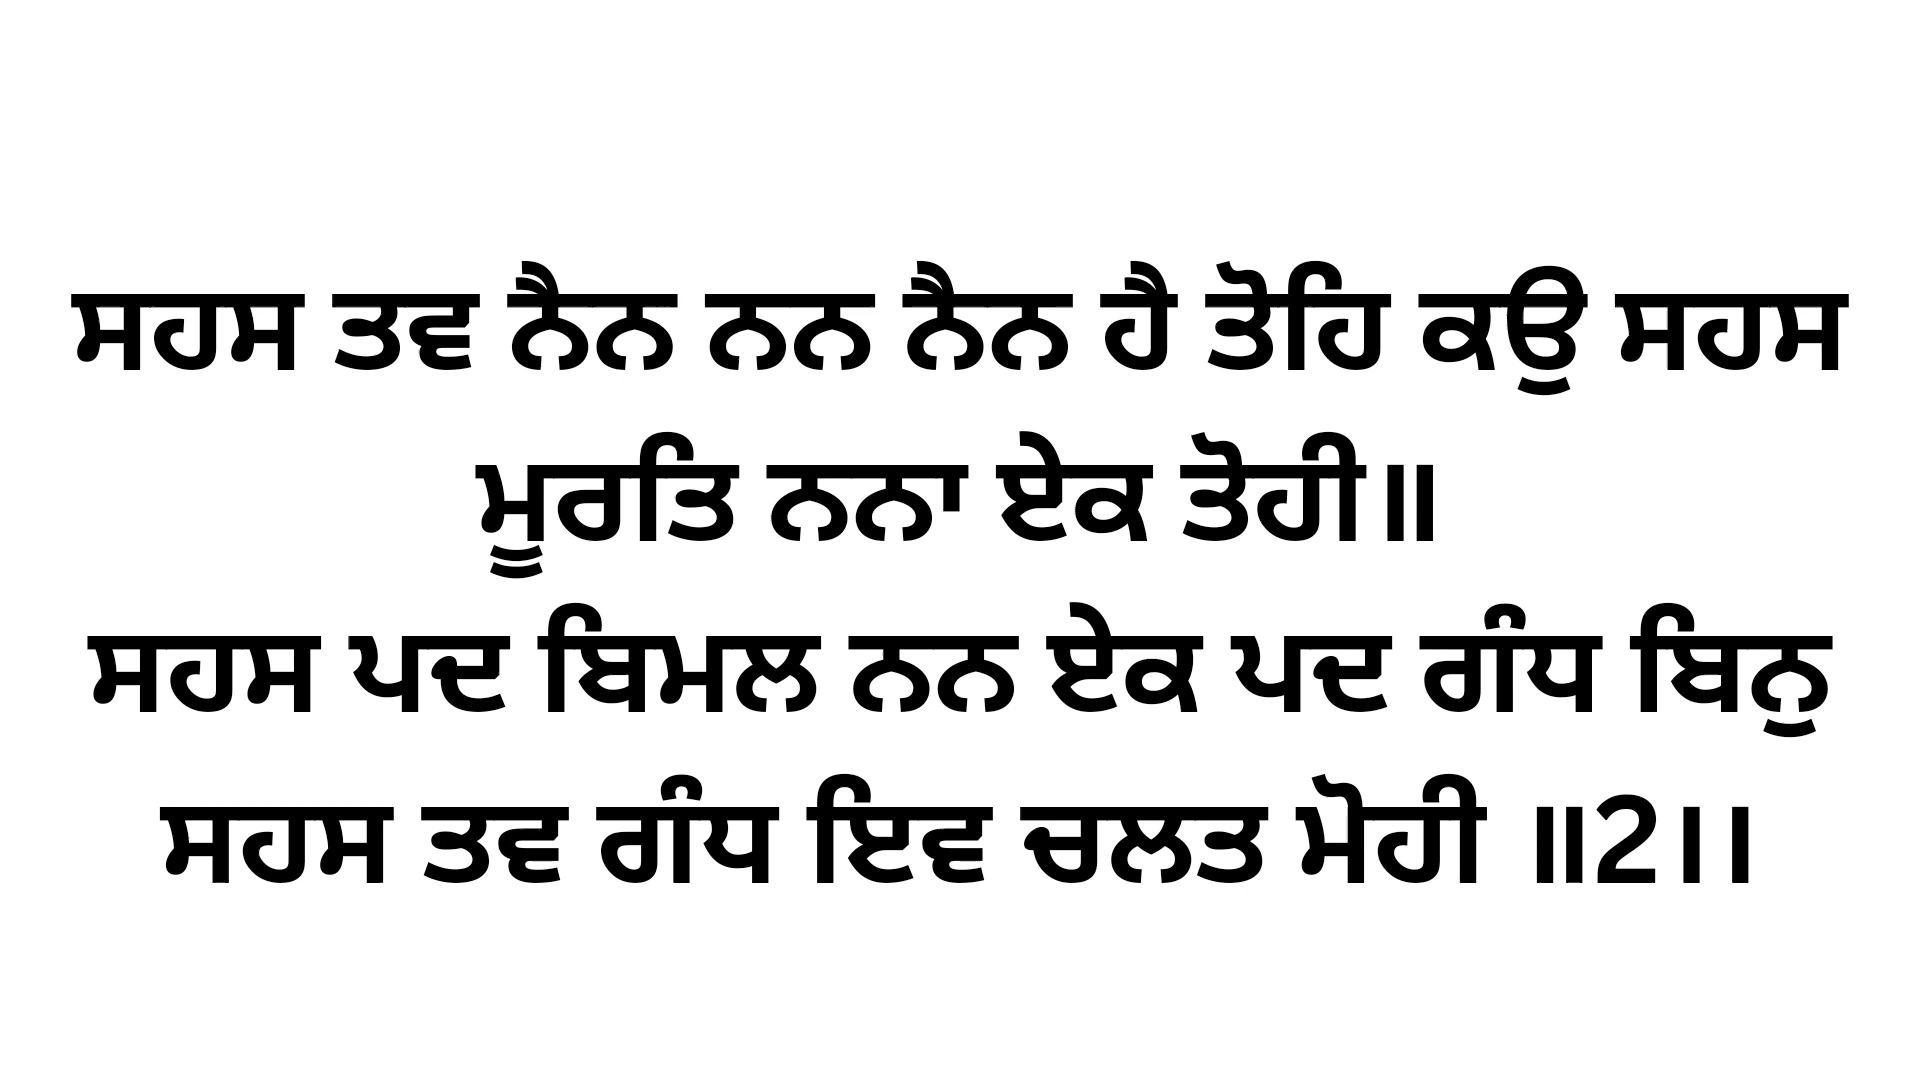 ਸਹਸ ਤਵ ਨੈਨ ਨਨ ਨੈਨ ਹੈ ਤੋਹਿ ਕਉ ਸਹਸ
ਮੂਰਤਿ ਨਨਾ ਏਕ ਤੋਹੀ॥
ਸਹਸ ਪਦ ਬਿਮਲ ਨਨ ਏਕ ਪਦ ਗੰਧ ਬਿਨੁ
ਸਹਸ ਤਵ ਗੰਧ ਇਵ ਚਲਤ ਮੋਹੀ ॥2।।